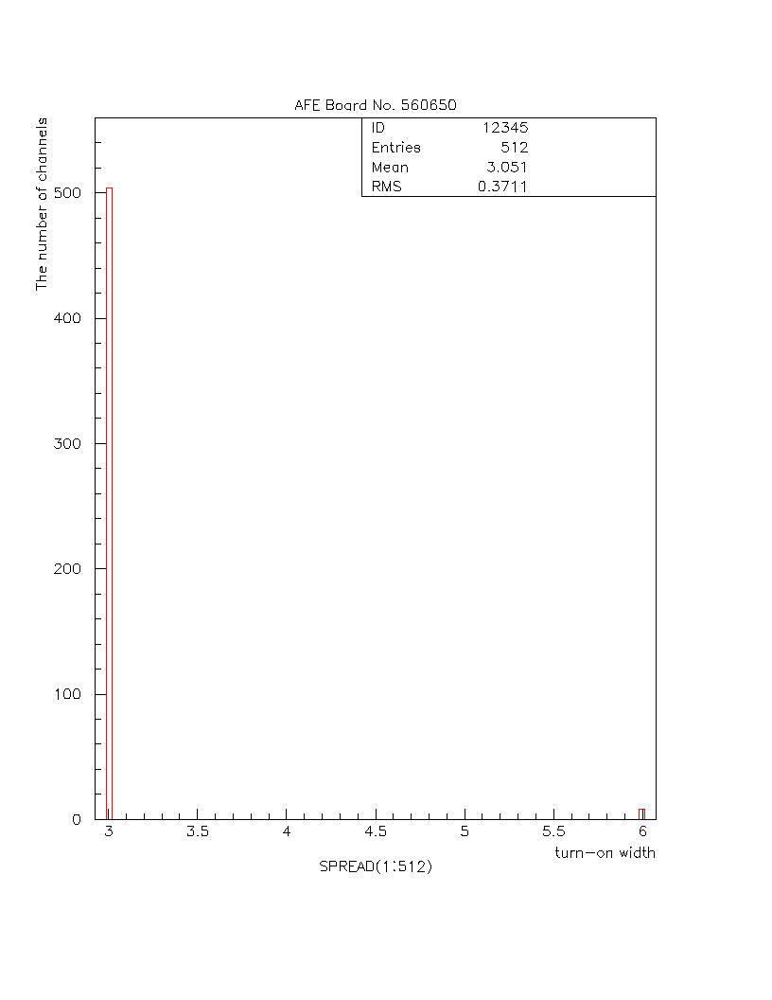 AFE Board No. 560650
ID 12345
Entries 512
Mean 3.051
RMS 0.3711
The number of channels
500
400
300
200
100
0
3 3.5 4 4.5 5 5.5 6
turn-on width
SPREAD(1:512)